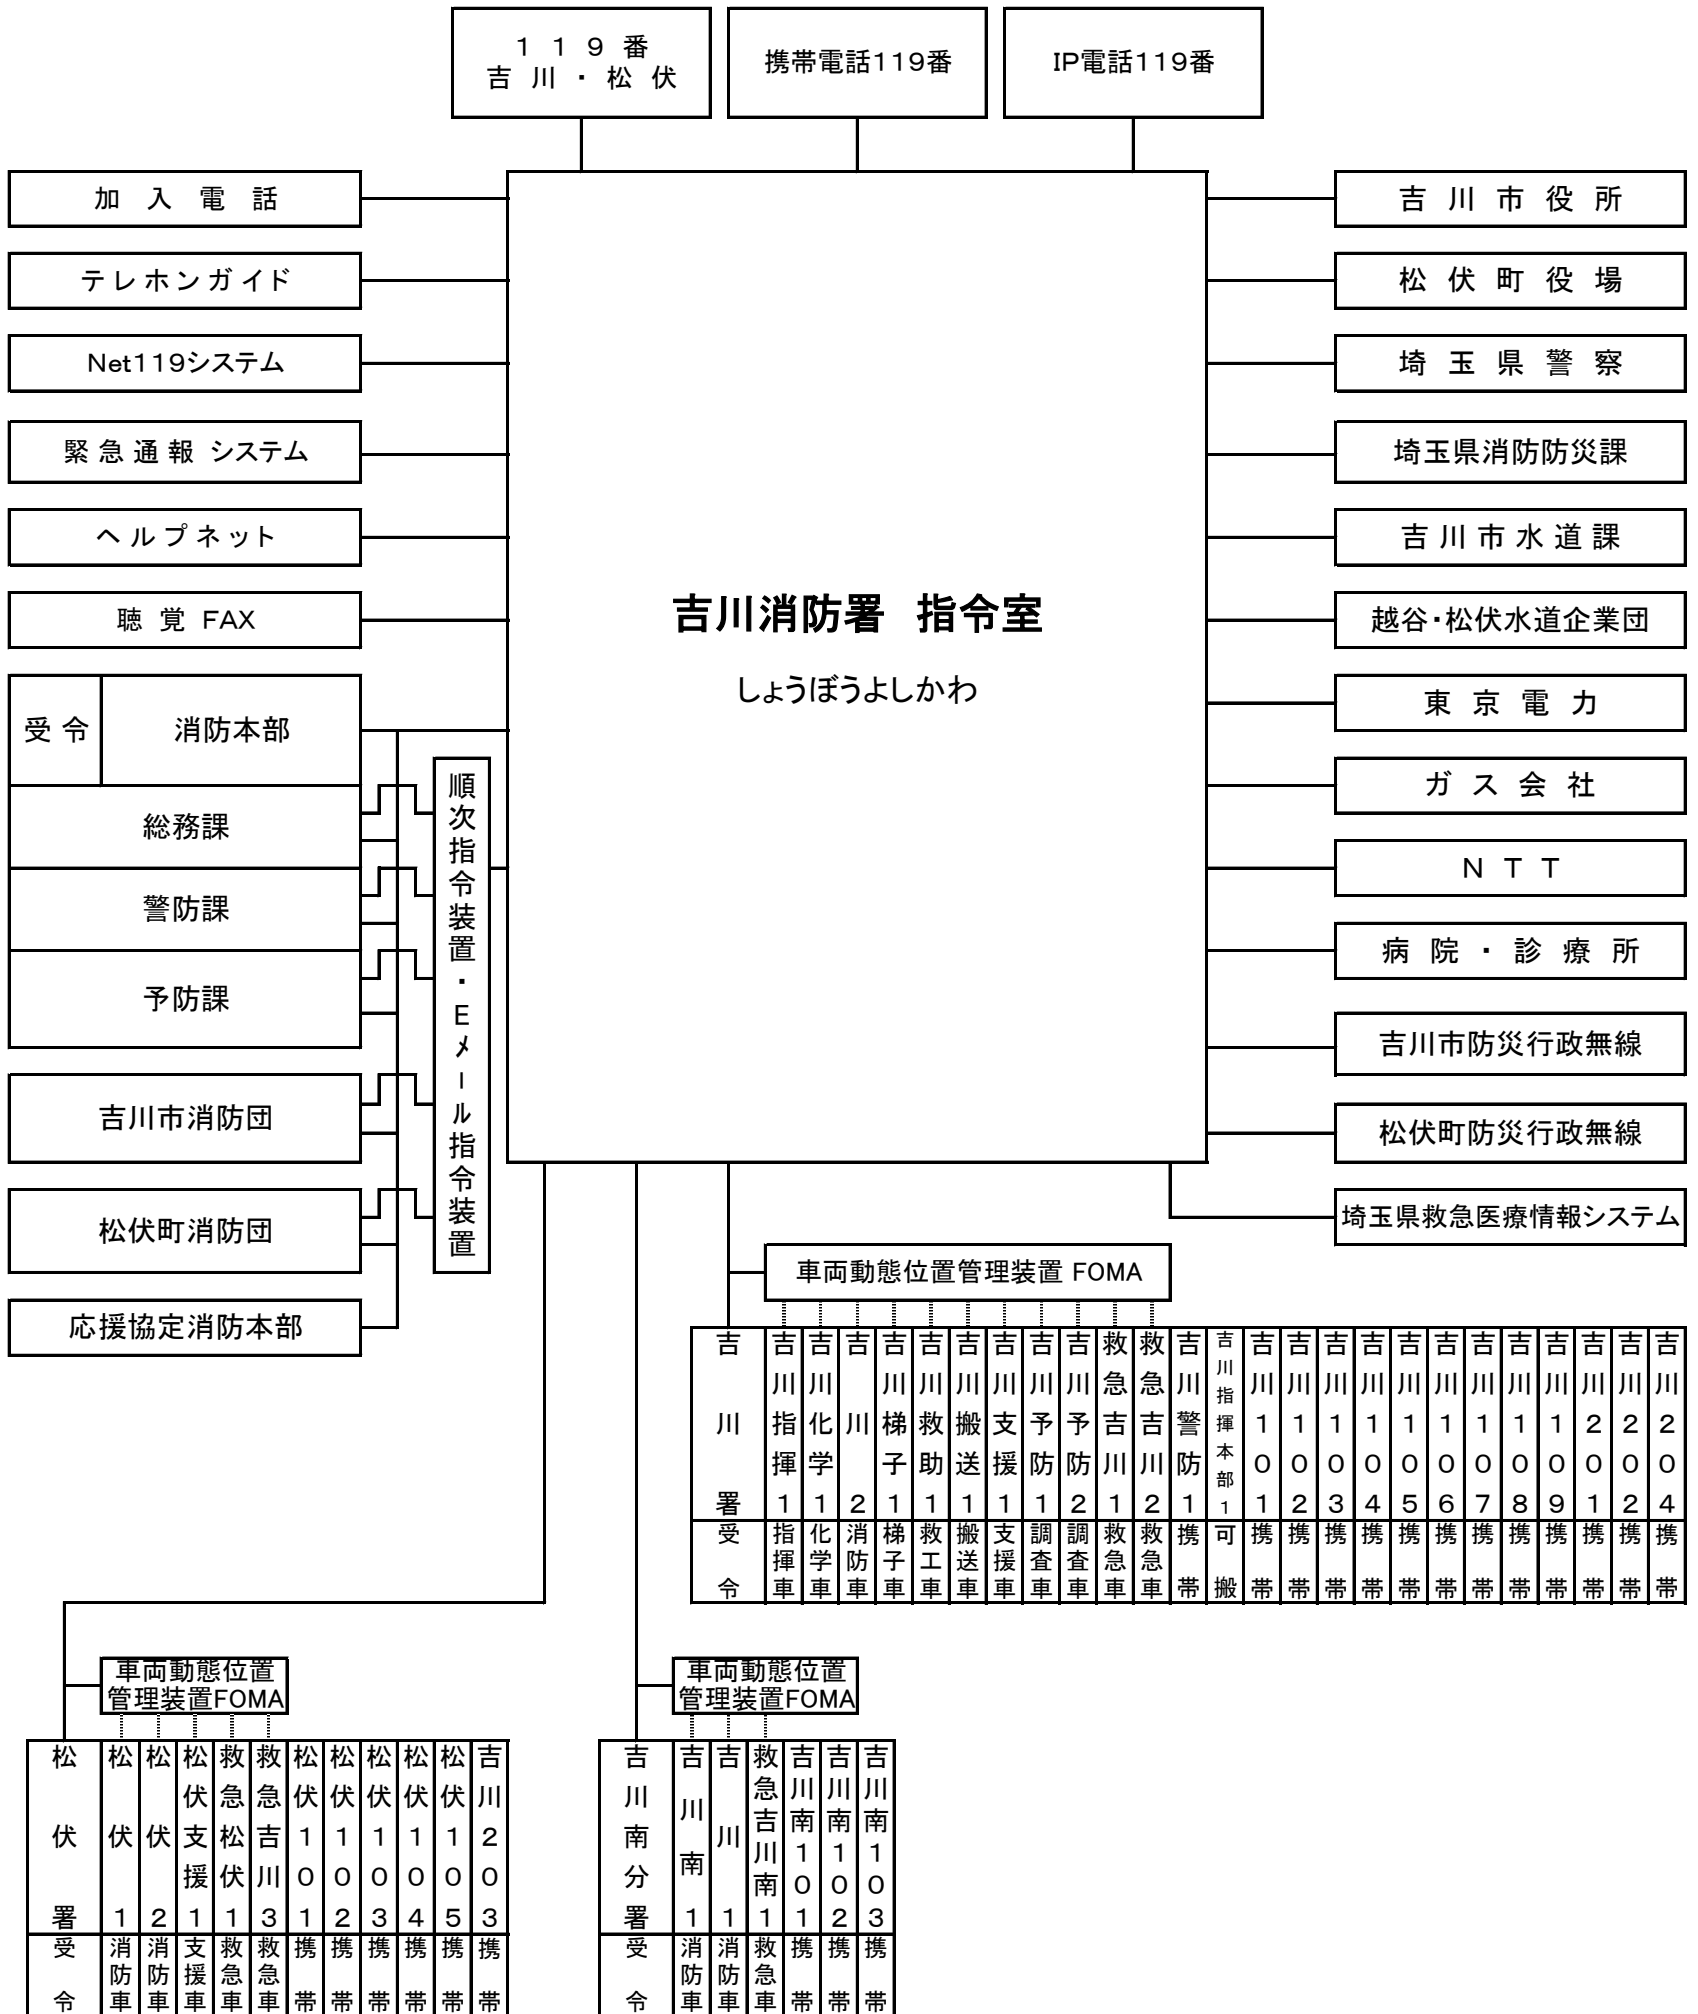 １１９番
吉川・松伏
携帯電話119番
IP電話119番
加入電話
テレホンガイド
Net119システム
緊急通報 システム
ヘルプネット
聴覚 FAX
受令
消防本部
総務課
警防課
予防課
吉川市消防団
松伏町消防団
応援協定消防本部
順次指令装置・Eメール指令装置
吉川消防署 指令室
しょうぼうよしかわ
吉川市役所
松伏町役場
埼玉県警察
埼玉県消防防災課
吉川市水道課
越谷・松伏水道企業団
東京電力
ガス会社
NTT
病院・診療所
吉川市防災行政無線
松伏町防災行政無線
埼玉県救急医療情報システム
車両動態位置管理装置 FOMA
吉川署
受令
吉川指揮1
指揮車
吉川化学1
化学車
吉川2
消防車
吉川梯子1
梯子車
吉川救助1
救工車
吉川搬送1
搬送車
吉川支援1
支援車
吉川予防1
調査車
吉川予防2
調査車
救急吉川1
救急車
救急吉川2
救急車
吉川警防1
携帯
吉川指揮本部1
可搬
吉川101
携帯
吉川102
携帯
吉川103
携帯
吉川104
携帯
吉川105
携帯
吉川106
携帯
吉川107
携帯
吉川108
携帯
吉川109
携帯
吉川201
携帯
吉川202
携帯
吉川204
携帯
車両動態位置
管理装置FOMA
松伏署
受令
松伏1
消防車
松伏2
消防車
松伏支援1
支援車
救急松伏1
救急車
救急吉川3
救急車
松伏101
携帯
松伏102
携帯
松伏103
携帯
松伏104
携帯
松伏105
携帯
吉川203
携帯
車両動態位置
管理装置FOMA
吉川南分署
受令
吉川南1
消防車
吉川1
消防車
救急吉川南1
救急車
吉川南101
携帯
吉川南102
携帯
吉川南103
携帯